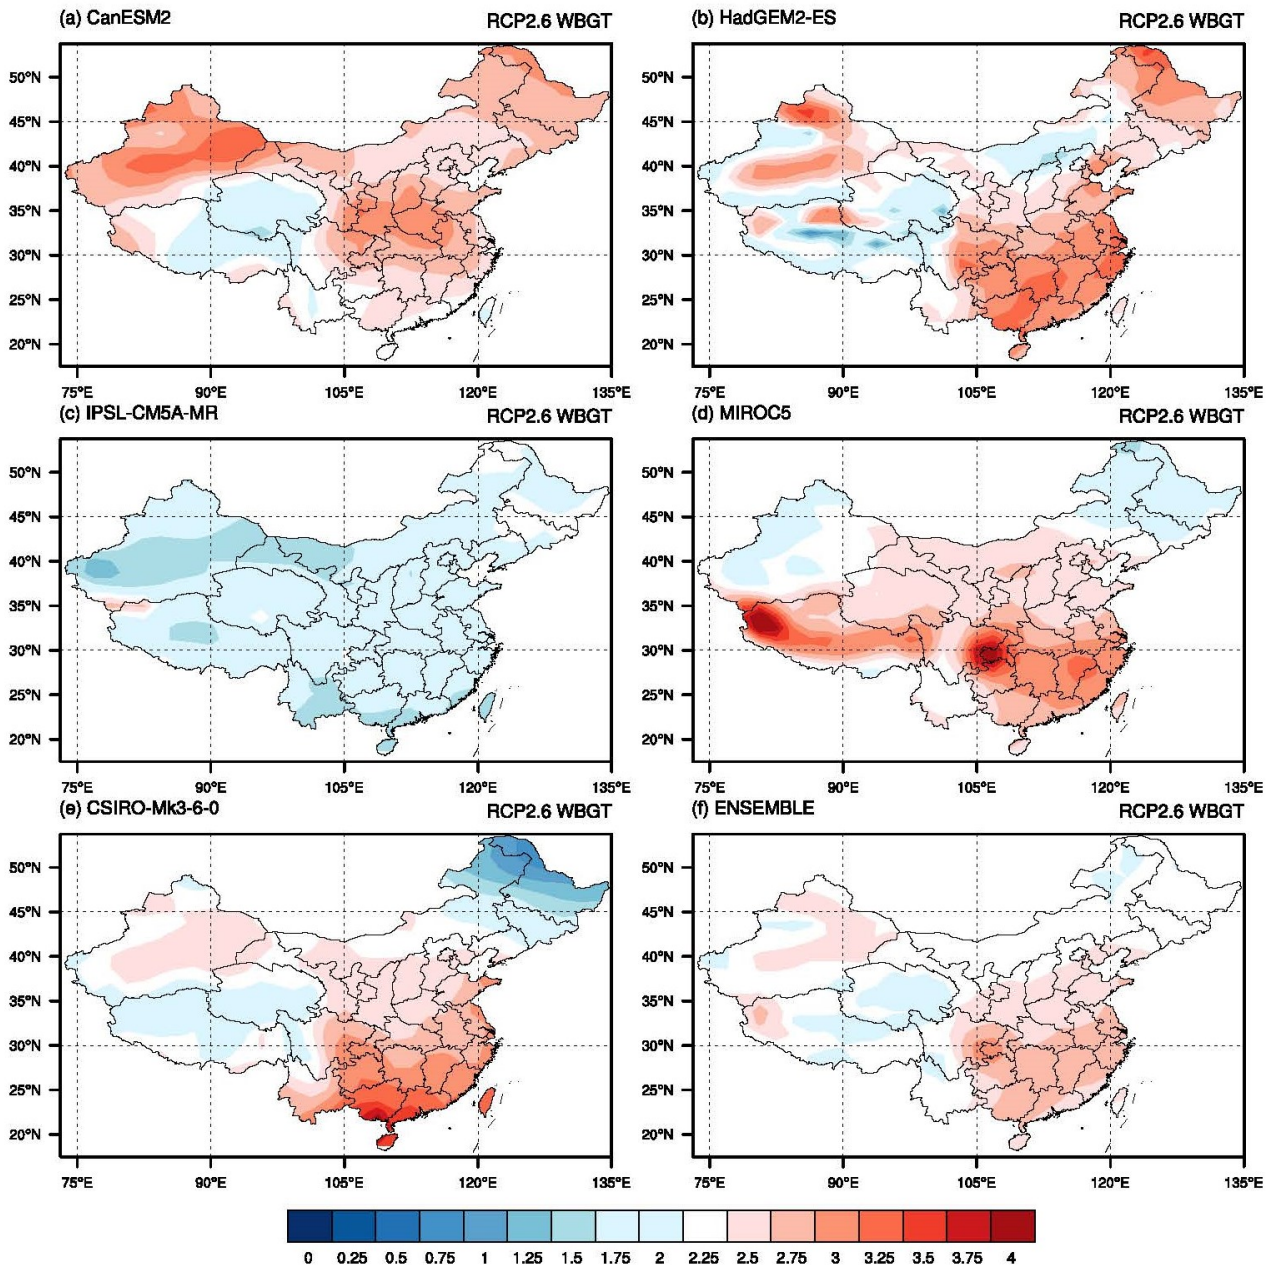 (a) CanESM2 RCP2.6 WBGT (b) HadGEM2-ES RCP2.6 WBGT
50°N 50°N
45°N 45°N
40°N 40°N
35°N 35°N
30°N 30°N
25°N 25°N
20°N 20°N
75°E 90°E 105°E 120°E 135°E 75°E 90°E 105°E 120°E 135°E
(c) IPSL-CM5A-MR RCP2.6 WBGT (d) MIROC5 RCP2.6 WBGT
50°N 50°N
45°N 45°N
40°N 40°N
35°N 35°N
30°N 30°N
25°N 25°N
20°N 20°N
75°E 90°E 105°E 120°E 135°E 75°E 90°E 105°E 120°E 135°E
(e) CSIRO-Mk3-6-0 RCP2.6 WBGT (f) ENSEMBLE RCP2.6 WBGT
50°N 50°N
45°N 45°N
40°N 40°N
35°N 35°N
30°N 30°N
25°N 25°N
20°N 20°N
75°E 90°E 105°E 120°E 135°E 75°E 90°E 105°E 120°E 135°E
0 0.25 0.5 0.75 1 1.25 1.5 1.75 2 2.25 2.5 2.75 3 3.25 3.5 3.75 4